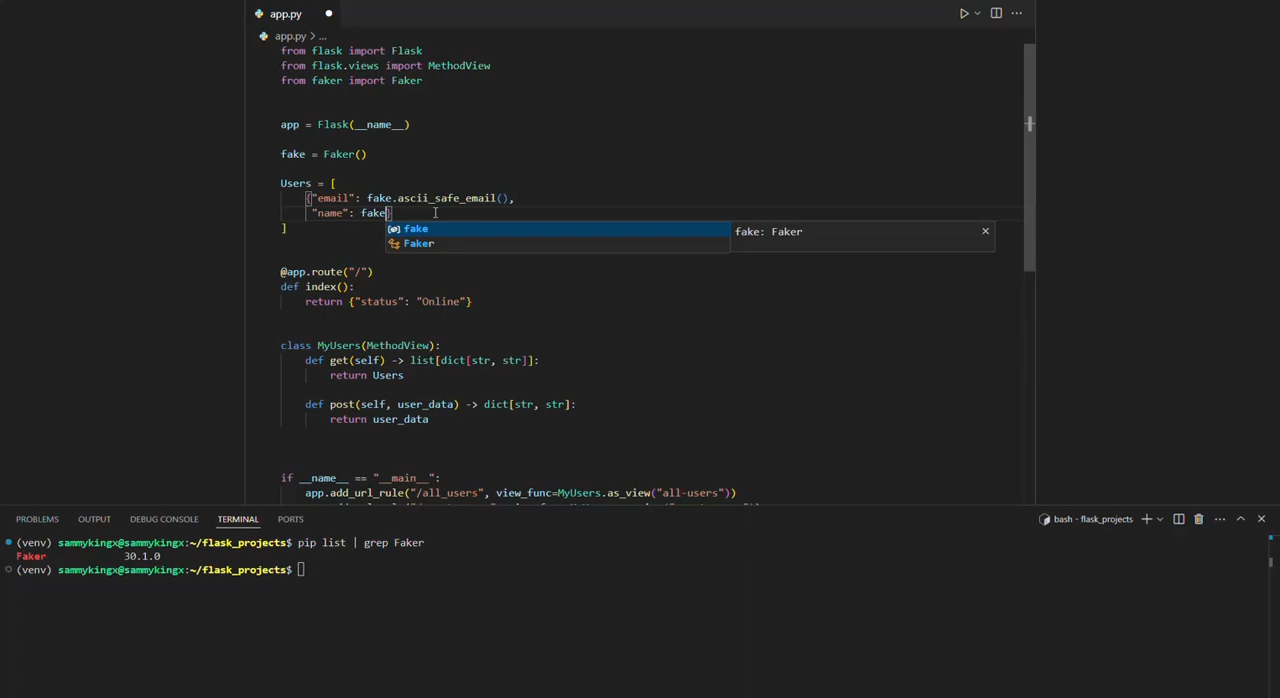 app.py
app.py > ...
from flask import Flask
from flask.views import MethodView
from faker import Faker
app = Flask(__name__)
fake = Faker()
Users = [
{"email": fake.ascii_safe_email(),
"name": fake}
]
fake
Faker
fake: Faker
@app.route("/")
def index():
return {"status": "Online"}
class MyUsers(MethodView):
def get(self) -> list[dict[str, str]]:
return Users
def post(self, user_data) -> dict[str, str]:
return user_data
if __name__ == "__main__":
app.add_url_rule("/all_users", view_func=MyUsers.as_view("all-users"))
PROBLEMS OUTPUT DEBUG CONSOLE TERMINAL PORTS
bash - flask_projects
(venv) sammykingx@sammykingx:~/flask_projects$ pip list | grep Faker
Faker 30.1.0
(venv) sammykingx@sammykingx:~/flask_projects$